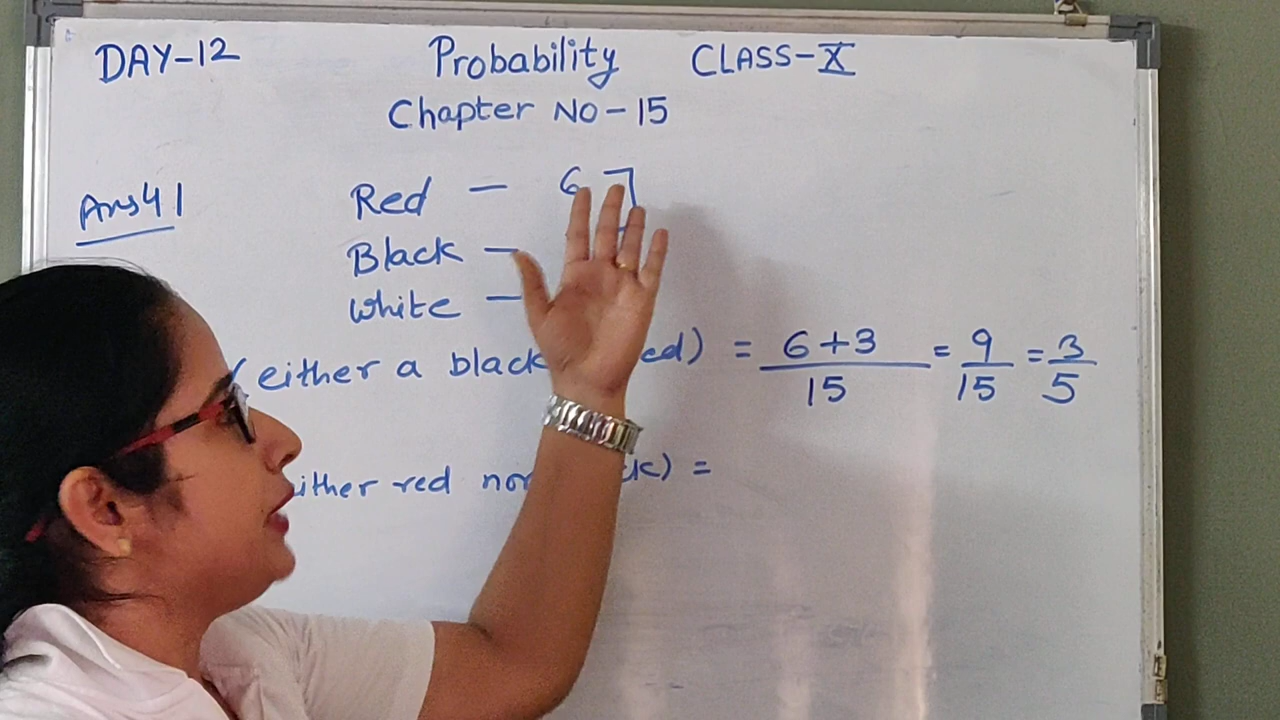 DAY-12 Probability CLASS-X
Chapter NO-15
Ans41 Red - 6
Black -
White -
(either a black ed) = 6+3/15 = 9/15 = 3/5
ither red nor ck) =